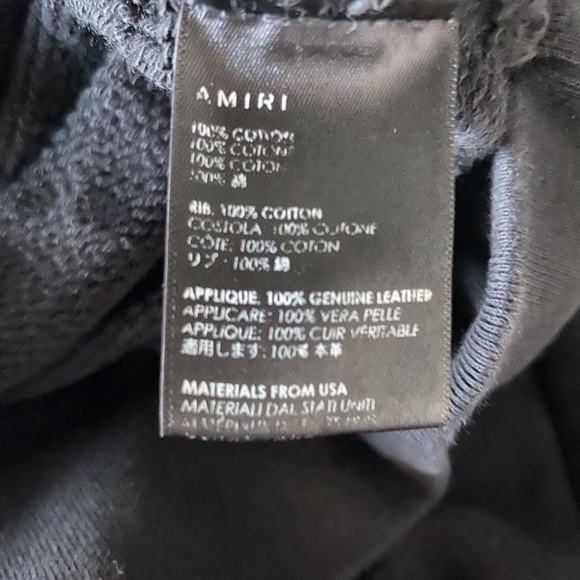 AMIRI
100% COTTON
100% COTONE
100% COTON
100% 綿
RIB: 100% COTTON
COSTOLA: 100% COTONE
CÔTE: 100% COTON
リブ: 100% 綿
APPLIQUE: 100% GENUINE LEATHER
APPLICARE: 100% VERA PELLE
APPLIQUE: 100% CUIR VÉRITABLE
適用します: 100% 本革
MATERIALS FROM USA
MATERIALI DAL STATI UNITI